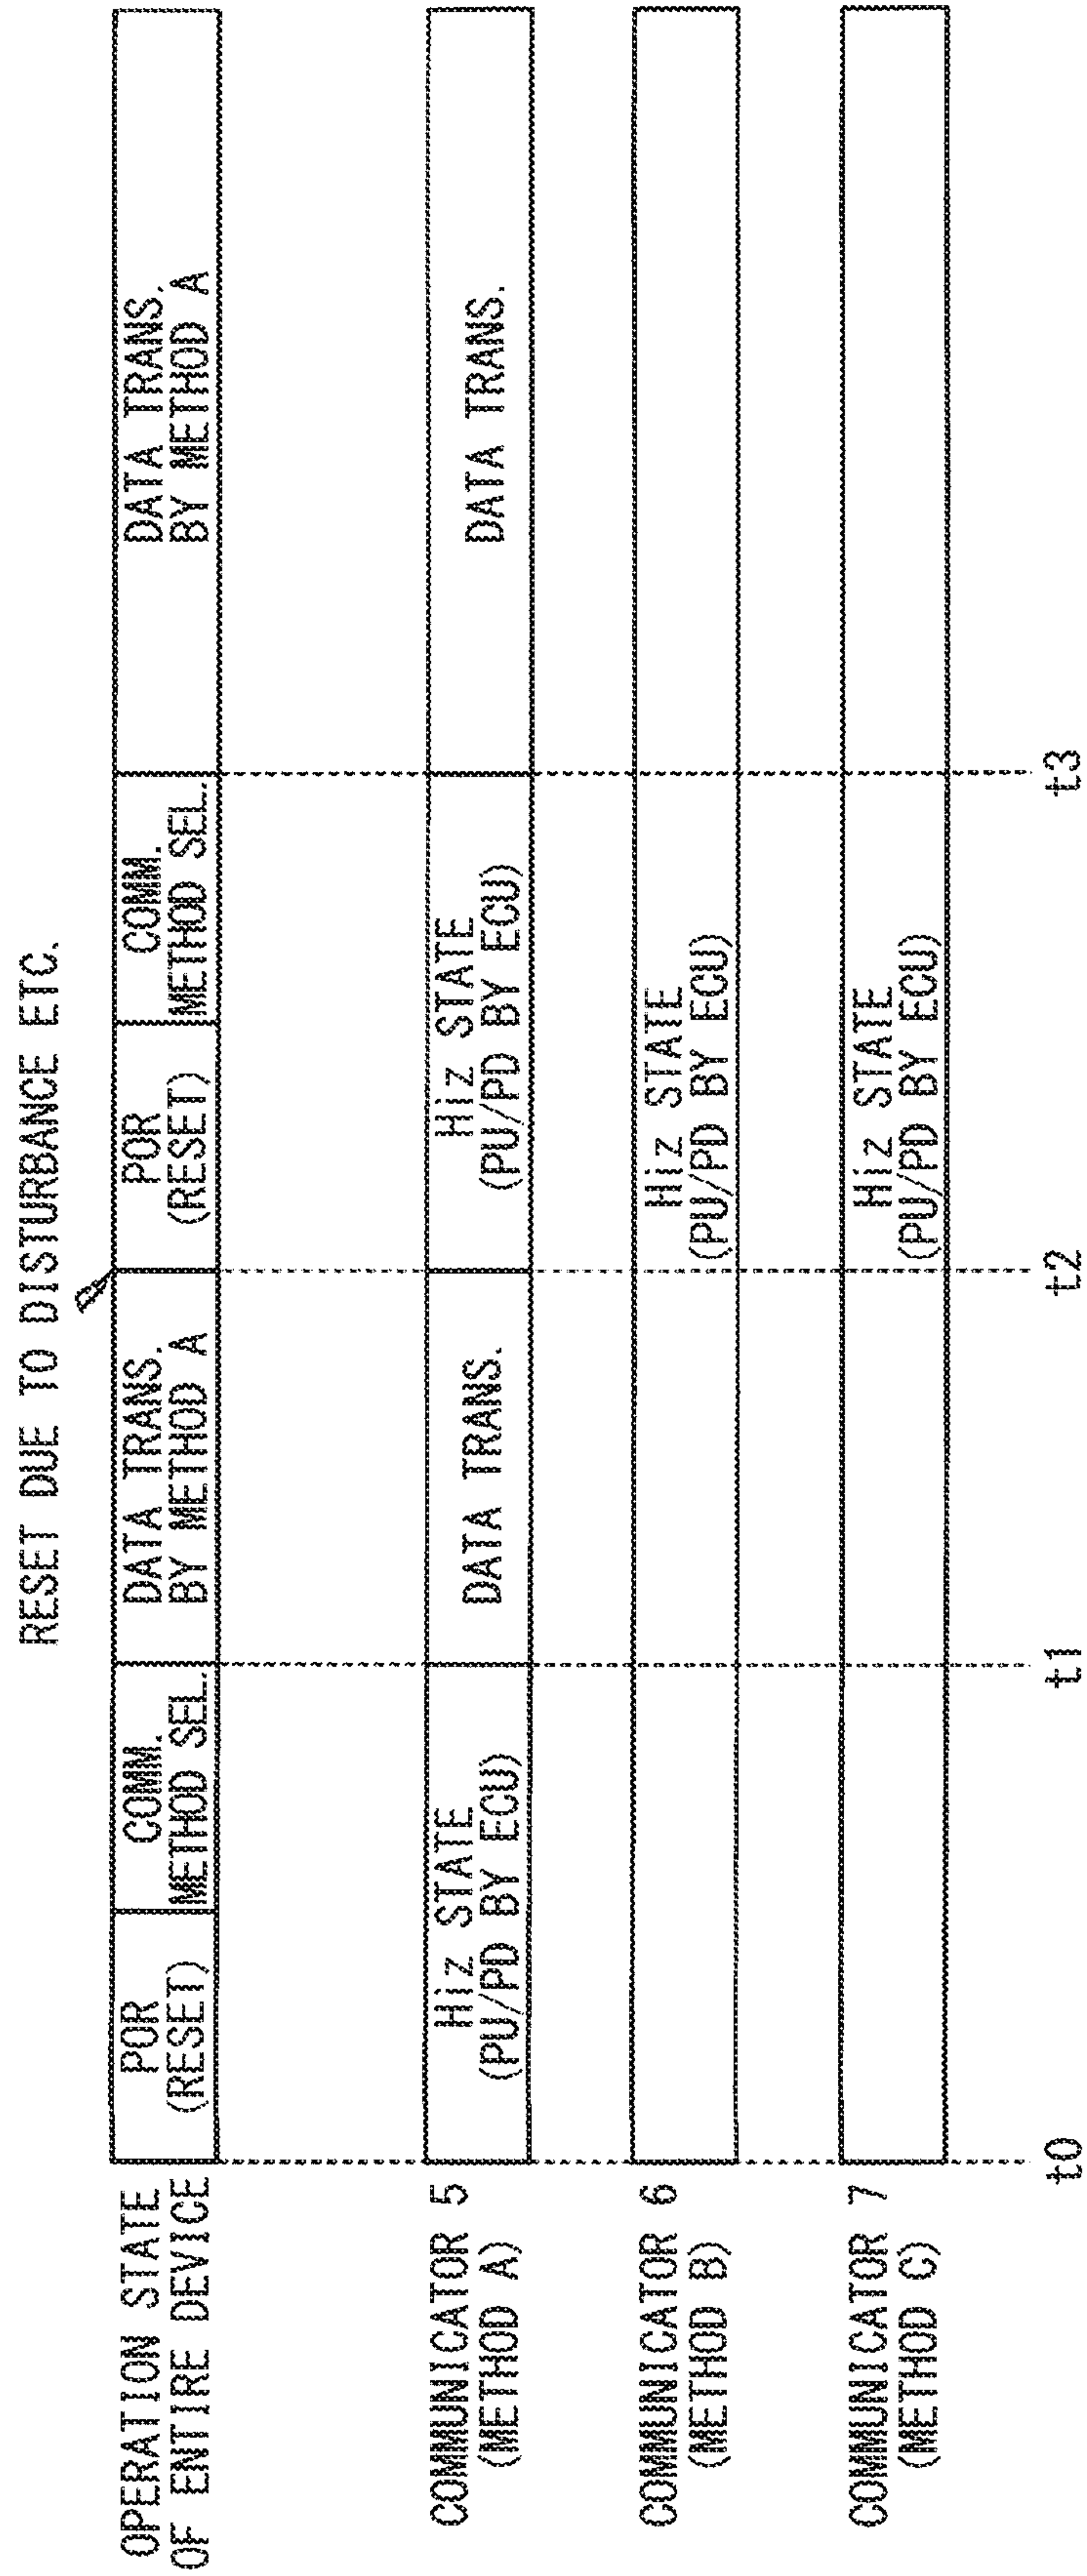 RESET DUE TO DISTURBANCE ETC.
OPERATION STATE
OF ENTIRE DEVICE
POR
(RESET)
COMM.
METHOD SEL.
DATA TRANS.
BY METHOD A
POR
(RESET)
COMM.
METHOD SEL.
DATA TRANS.
BY METHOD A
COMMUNICATOR 5
(METHOD A)
Hiz STATE
(PU/PD BY ECU)
DATA TRANS.
Hiz STATE
(PU/PD BY ECU)
DATA TRANS.
COMMUNICATOR 6
(METHOD B)
Hiz STATE
(PU/PD BY ECU)
COMMUNICATOR 7
(METHOD C)
Hiz STATE
(PU/PD BY ECU)
t0
t1
t2
t3